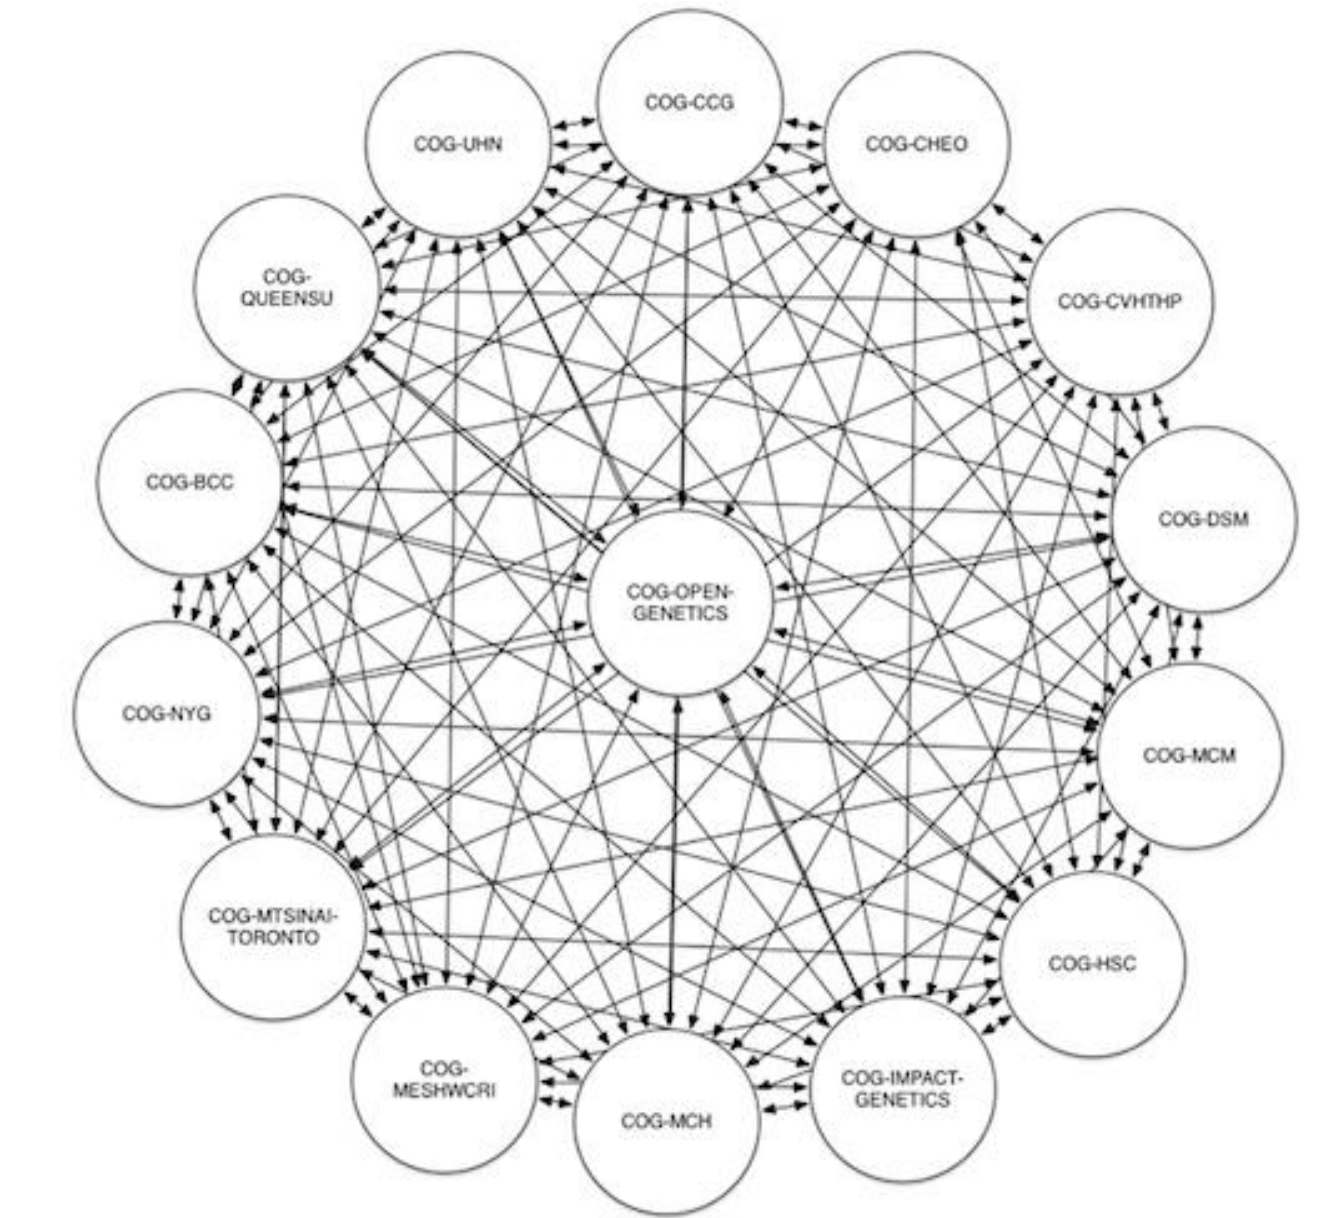 COG-CCG
COG-UHN
COG-CHEO
COG-
QUEENSU
COG-CVHTHP
COG-BCC
COG-DSM
COG-OPEN-
GENETICS
COG-NYG
COG-MCM
COG-MTSINAI-
TORONTO
COG-HSC
COG-
MESHWCRI
COG-IMPACT-
GENETICS
COG-MCH